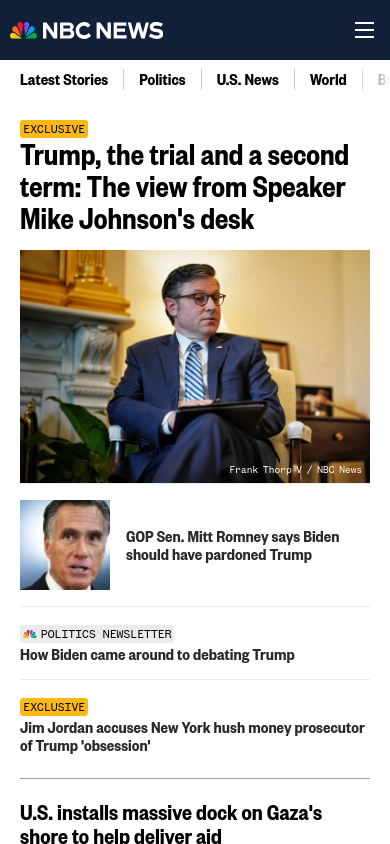 NBC NEWS
Latest Stories
Politics
U.S. News
World
EXCLUSIVE
Trump, the trial and a second
term: The view from Speaker
Mike Johnson's desk
Frank Thorp V / NBC News
GOP Sen. Mitt Romney says Biden
should have pardoned Trump
POLITICS NEWSLETTER
How Biden came around to debating Trump
EXCLUSIVE
Jim Jordan accuses New York hush money prosecutor
of Trump 'obsession'
U.S. installs massive dock on Gaza's
shore to help deliver aid